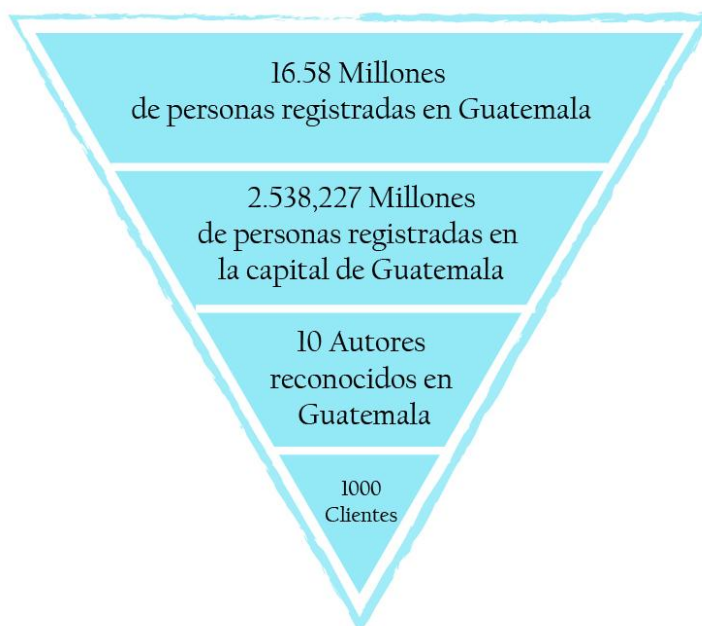 16.58 Millones
de personas registradas en Guatemala
2.538,227 Millones
de personas registradas en
la capital de Guatemala
10 Autores
reconocidos en
Guatemala
1000
Clientes